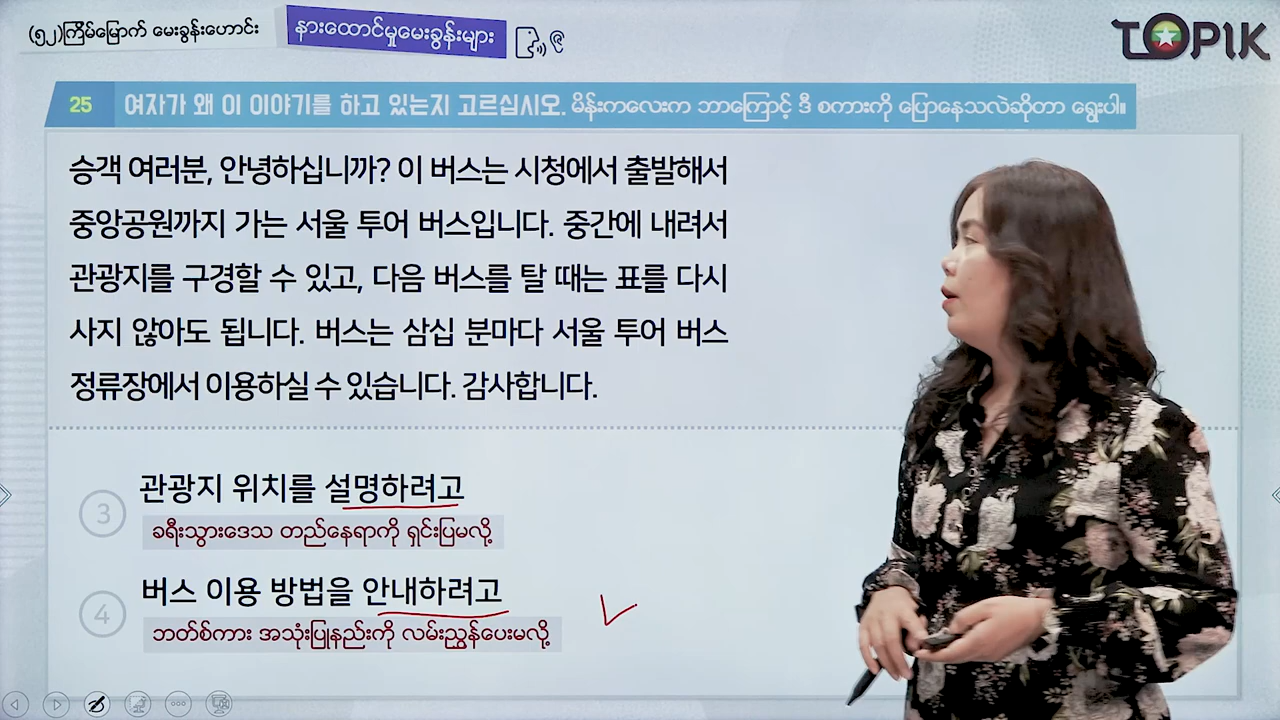 (၅၂)ကြိမ်မြောက် မေးခွန်းဟောင်း
နားထောင်မှုမေးခွန်းများ
TOPIK
25 여자가 왜 이 이야기를 하고 있는지 고르십시오. မိန်းကလေးက ဘာကြောင့် ဒီ စကားကို ပြောနေသလဲဆိုတာ ရွေးပါ။
승객 여러분, 안녕하십니까? 이 버스는 시청에서 출발해서
중앙공원까지 가는 서울 투어 버스입니다. 중간에 내려서
관광지를 구경할 수 있고, 다음 버스를 탈 때는 표를 다시
사지 않아도 됩니다. 버스는 삼십 분마다 서울 투어 버스
정류장에서 이용하실 수 있습니다. 감사합니다.
3 관광지 위치를 설명하려고
ခရီးသွားဒေသ တည်နေရာကို ရှင်းပြမလို့
4 버스 이용 방법을 안내하려고
ဘတ်စ်ကား အသုံးပြုနည်းကို လမ်းညွှန်ပေးမလို့